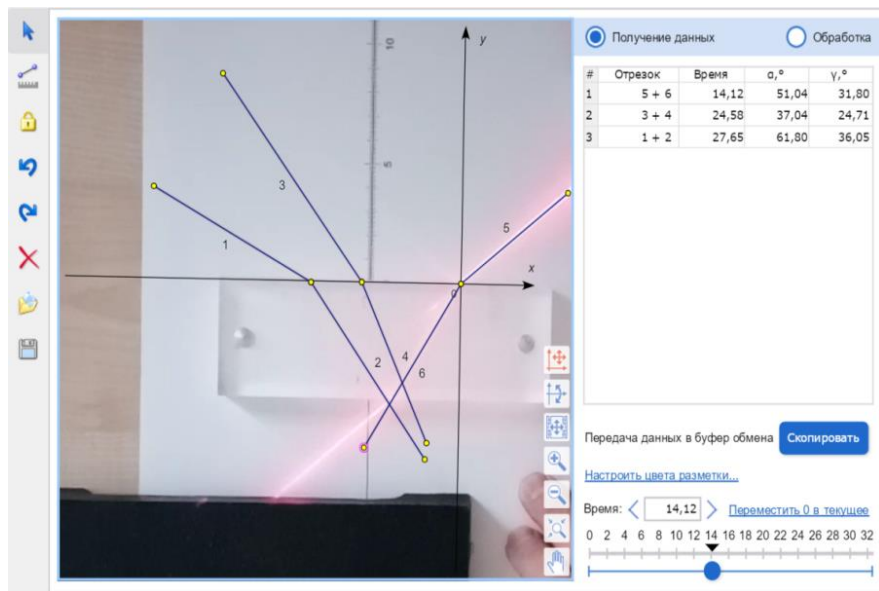 Получение данных
Обработка
# Отрезок Время α,° γ,°
1 5 + 6 14,12 51,04 31,80
2 3 + 4 24,58 37,04 24,71
3 1 + 2 27,65 61,80 36,05
10
y
3
5
5
1
x
0
2
4
6
Передача данных в буфер обмена
Скопировать
Настроить цвета разметки...
Время: 14,12 Переместить 0 в текущее
0 2 4 6 8 10 12 14 16 18 20 22 24 26 28 30 32